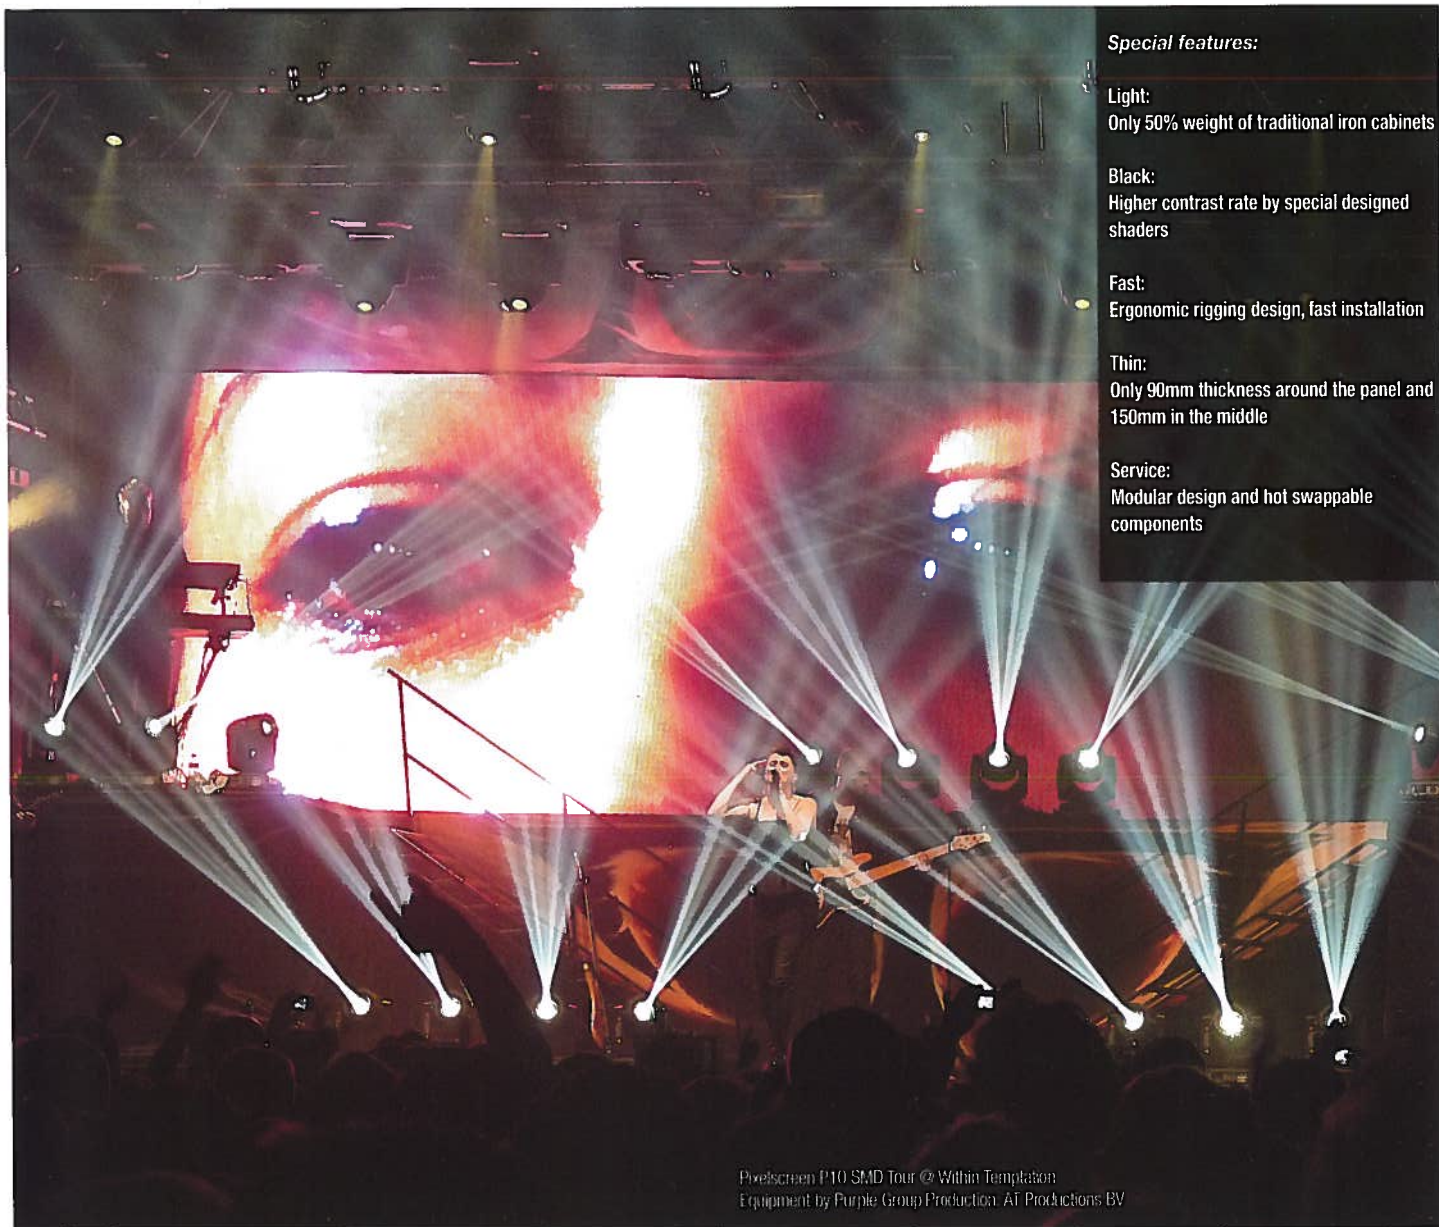 Special features:
Light:
Only 50% weight of traditional iron cabinets
Black:
Higher contrast rate by special designed
shaders
Fast:
Ergonomic rigging design, fast installation
Thin:
Only 90mm thickness around the panel and
150mm in the middle
Service:
Modular design and hot swappable
components
Pixelscreen P10 SMD Tour @ Within Temptation
Equipment by Purple Group Production, AT Productions BV